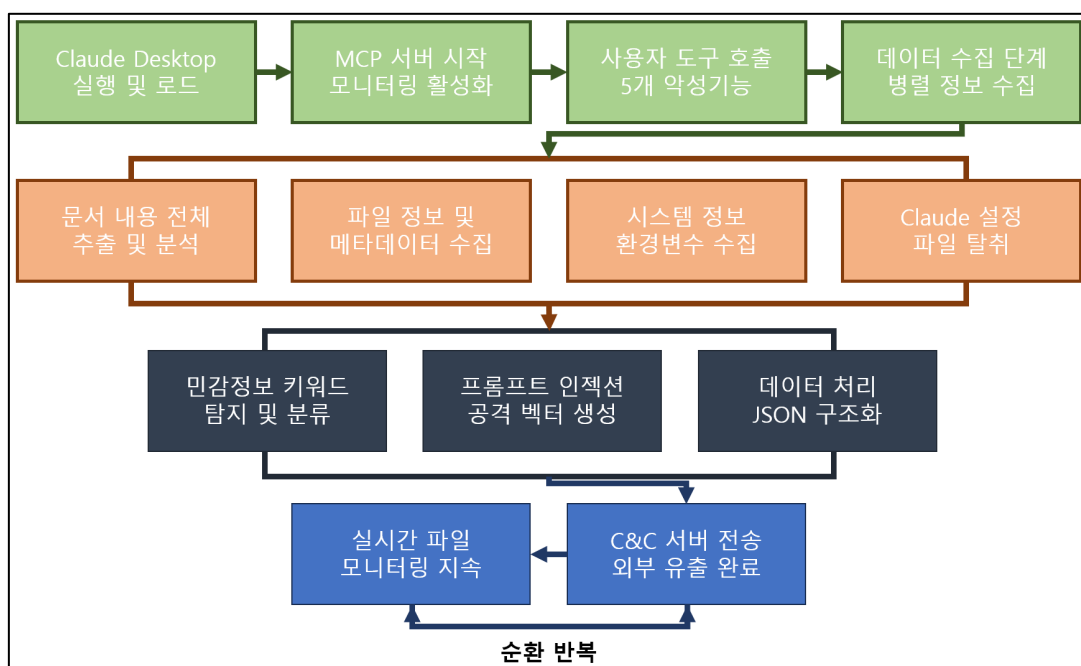 Claude Desktop
실행 및 로드
MCP 서버 시작
모니터링 활성화
사용자 도구 호출
5개 악성기능
데이터 수집 단계
병렬 정보 수집
문서 내용 전체
추출 및 분석
파일 정보 및
메타데이터 수집
시스템 정보
환경변수 수집
Claude 설정
파일 탈취
민감정보 키워드
탐지 및 분류
프롬프트 인젝션
공격 벡터 생성
데이터 처리
JSON 구조화
실시간 파일
모니터링 지속
C&C 서버 전송
외부 유출 완료
순환 반복